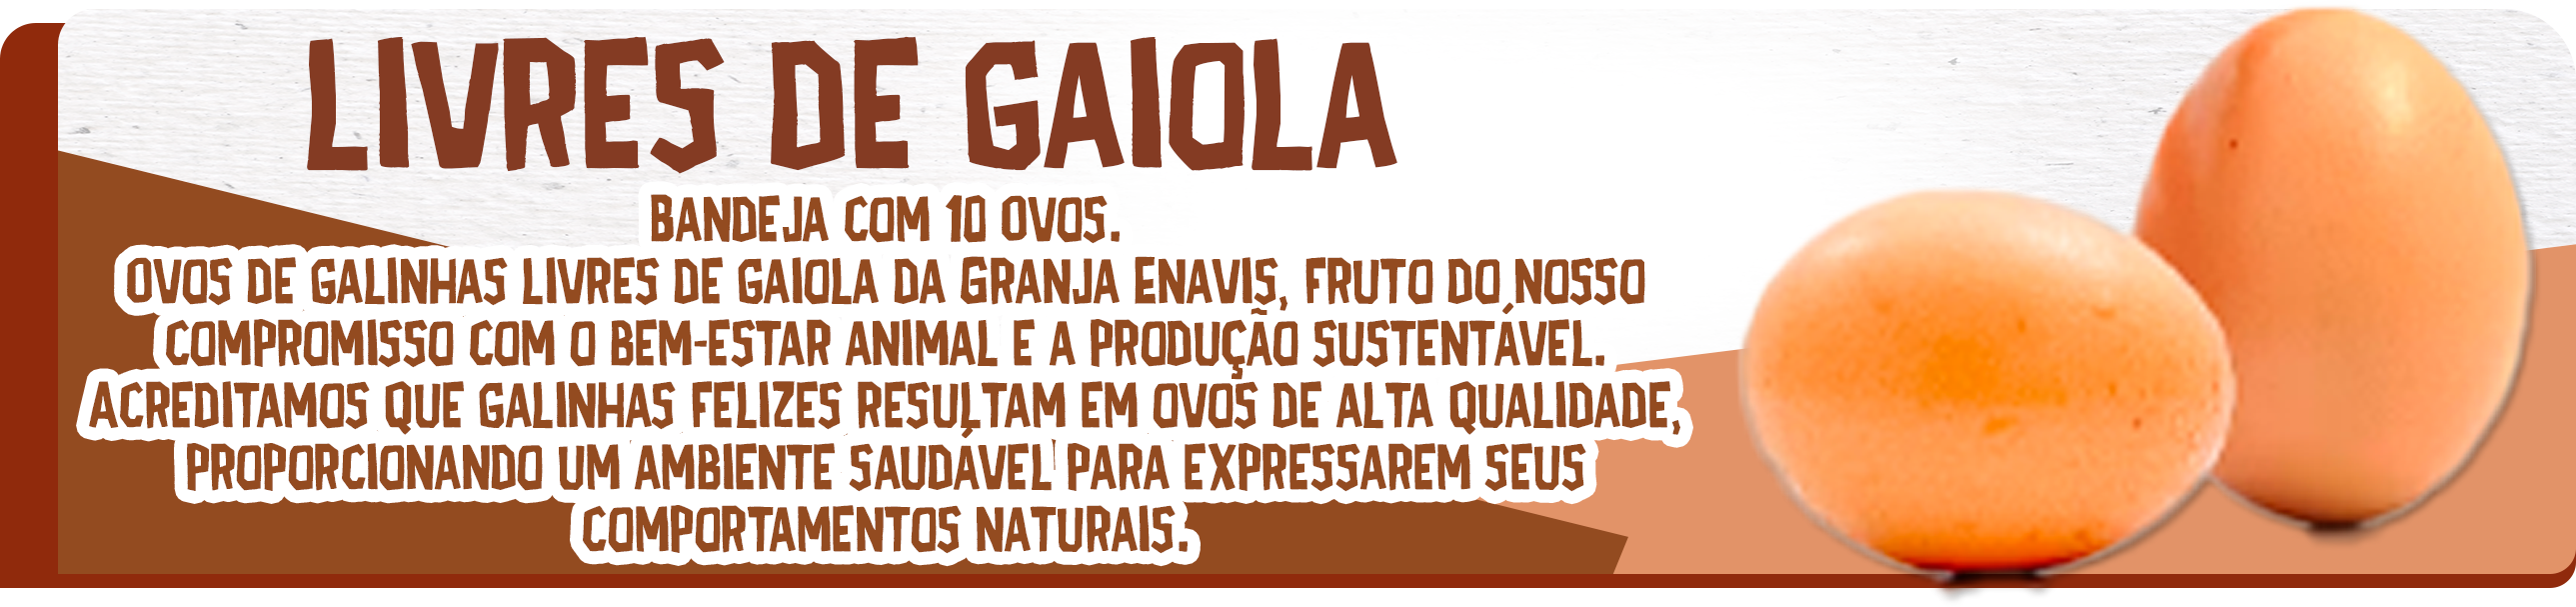 LIVRES DE GAIOLA
BANDEJA COM 10 OVOS.
OVOS DE GALINHAS LIVRES DE GAIOLA DA GRANJA ENAVIS, FRUTO DO NOSSO
COMPROMISSO COM O BEM-ESTAR ANIMAL E A PRODUÇÃO SUSTENTÁVEL.
ACREDITAMOS QUE GALINHAS FELIZES RESULTAM EM OVOS DE ALTA QUALIDADE,
PROPORCIONANDO UM AMBIENTE SAUDÁVEL PARA EXPRESSAREM SEUS
COMPORTAMENTOS NATURAIS.